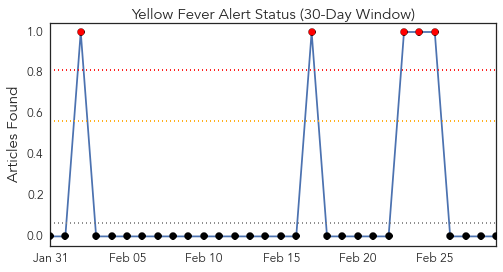 Yellow Fever Alert Status (30-Day Window)
Articles Found
1.0
0.8
0.6
0.4
0.2
0.0
Jan 31 Feb 05 Feb 10 Feb 15 Feb 20 Feb 25